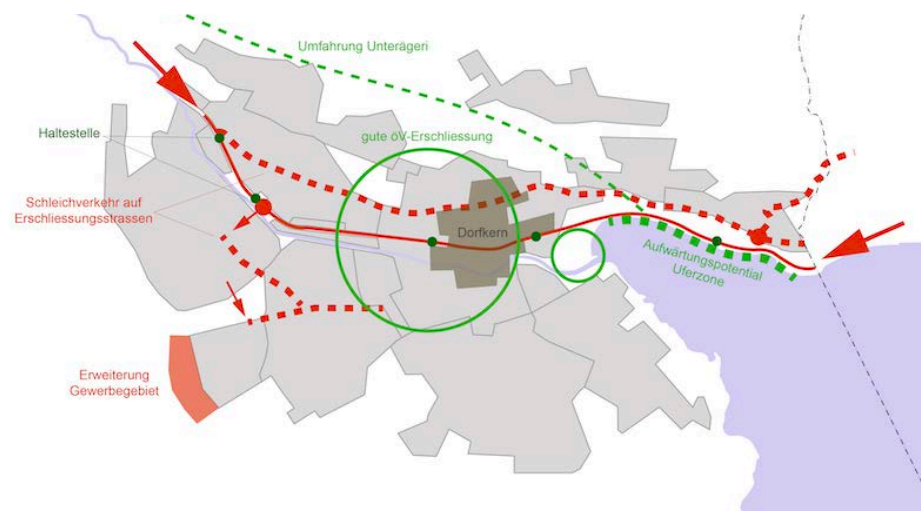 Umfahrung Unterägeri
Haltestelle
gute öV-Erschliessung
Schleichverkehr auf
Erschliessungsstrassen
Dorfkern
Aufwärtungspotential
Uferzone
Erweiterung
Gewerbegebiet